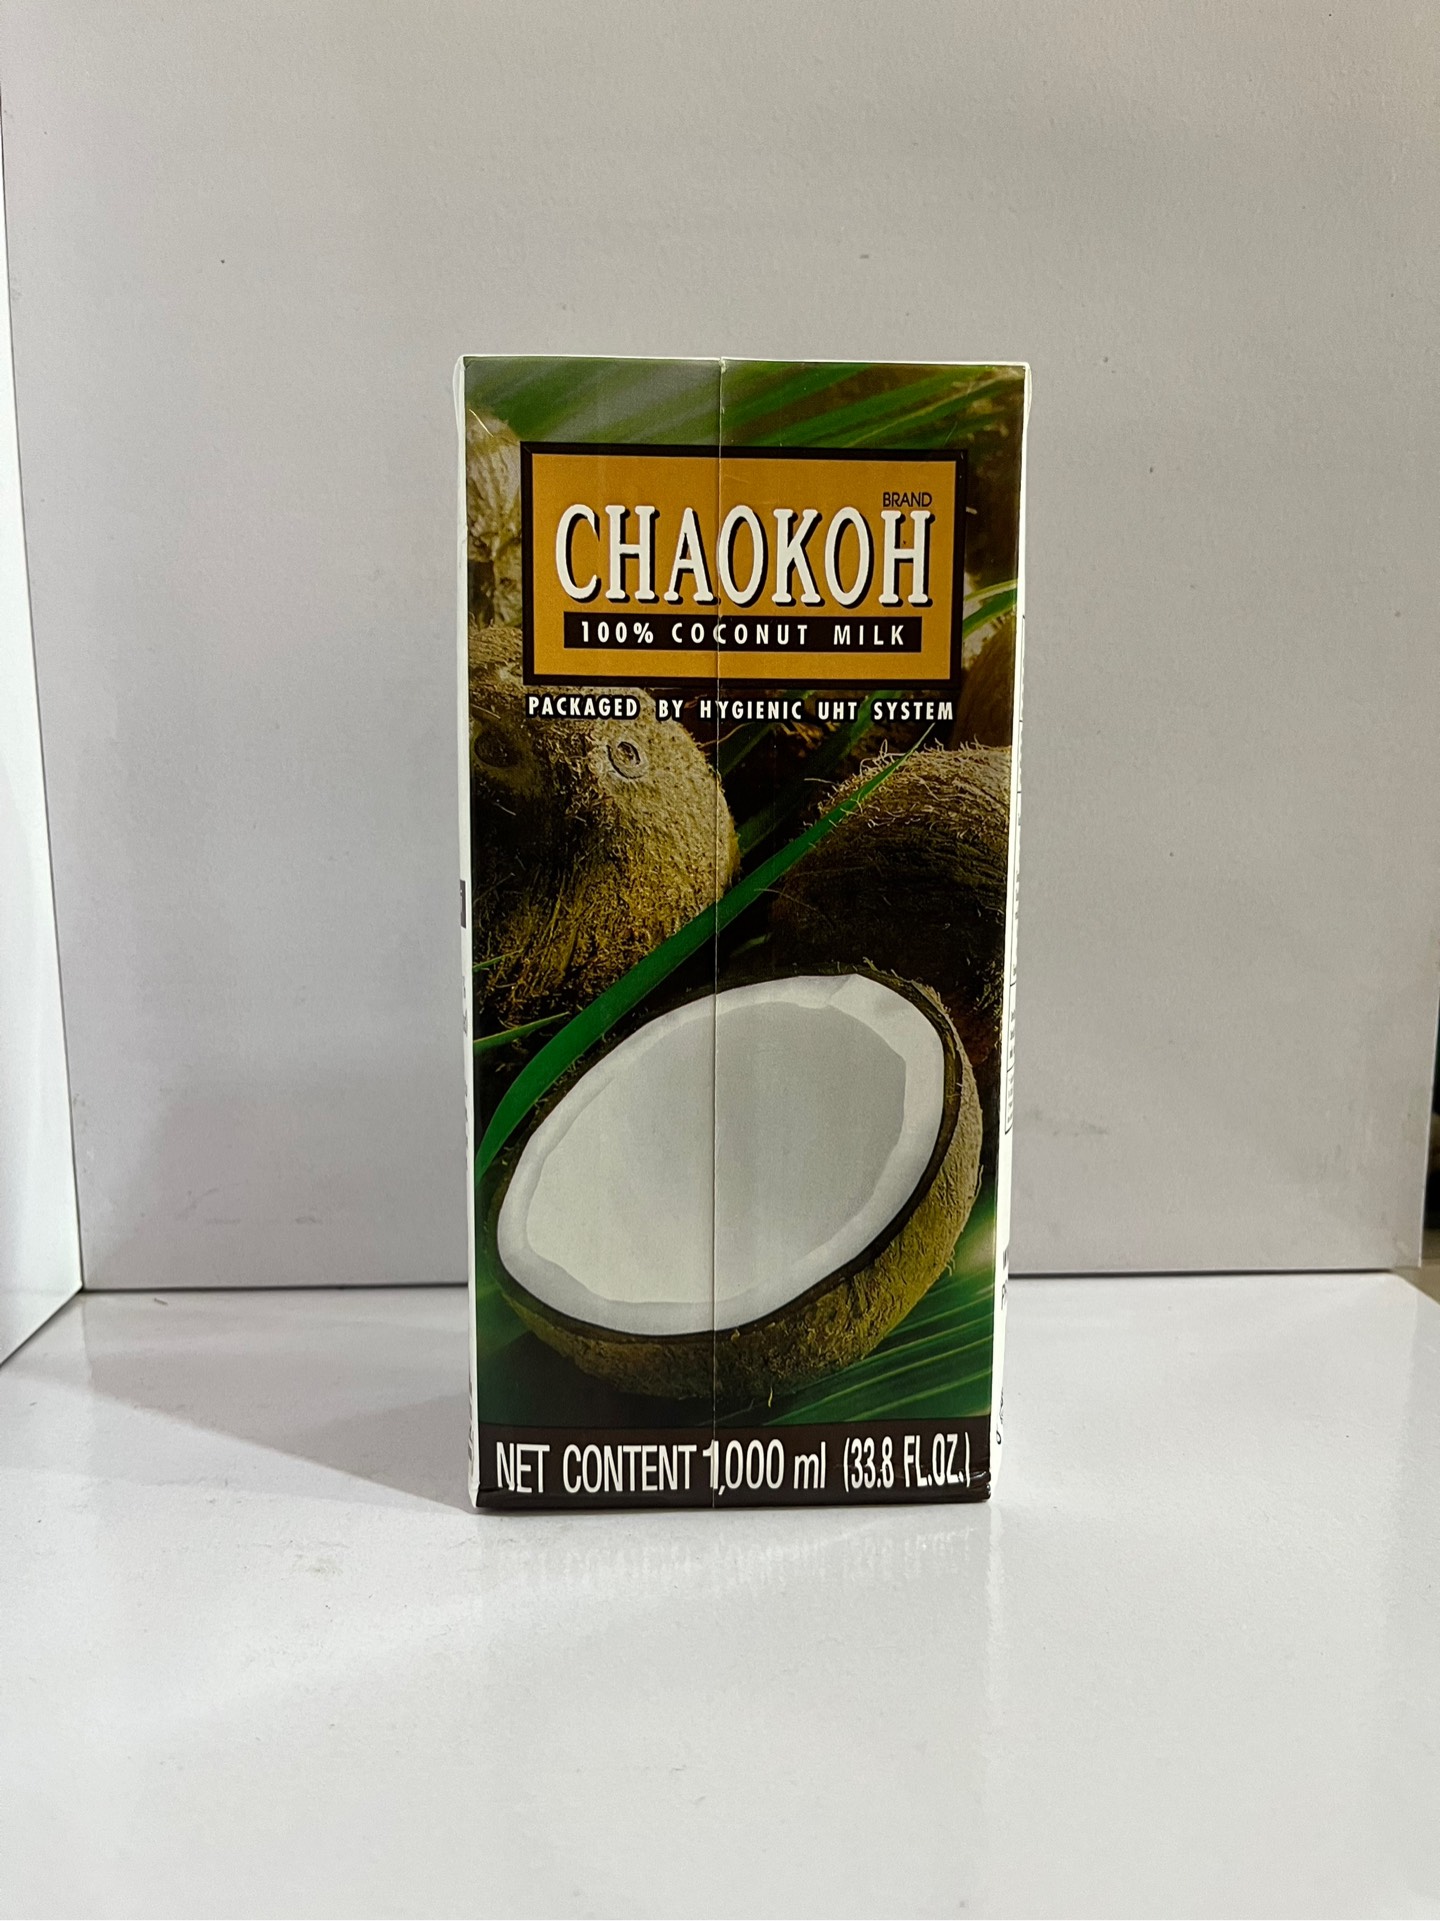 BRAND
CHAOKOH
100% COCONUT MILK
PACKAGED BY HYGIENIC UHT SYSTEM
NET CONTENT 1,000 ml (33.8 FL.OZ.)